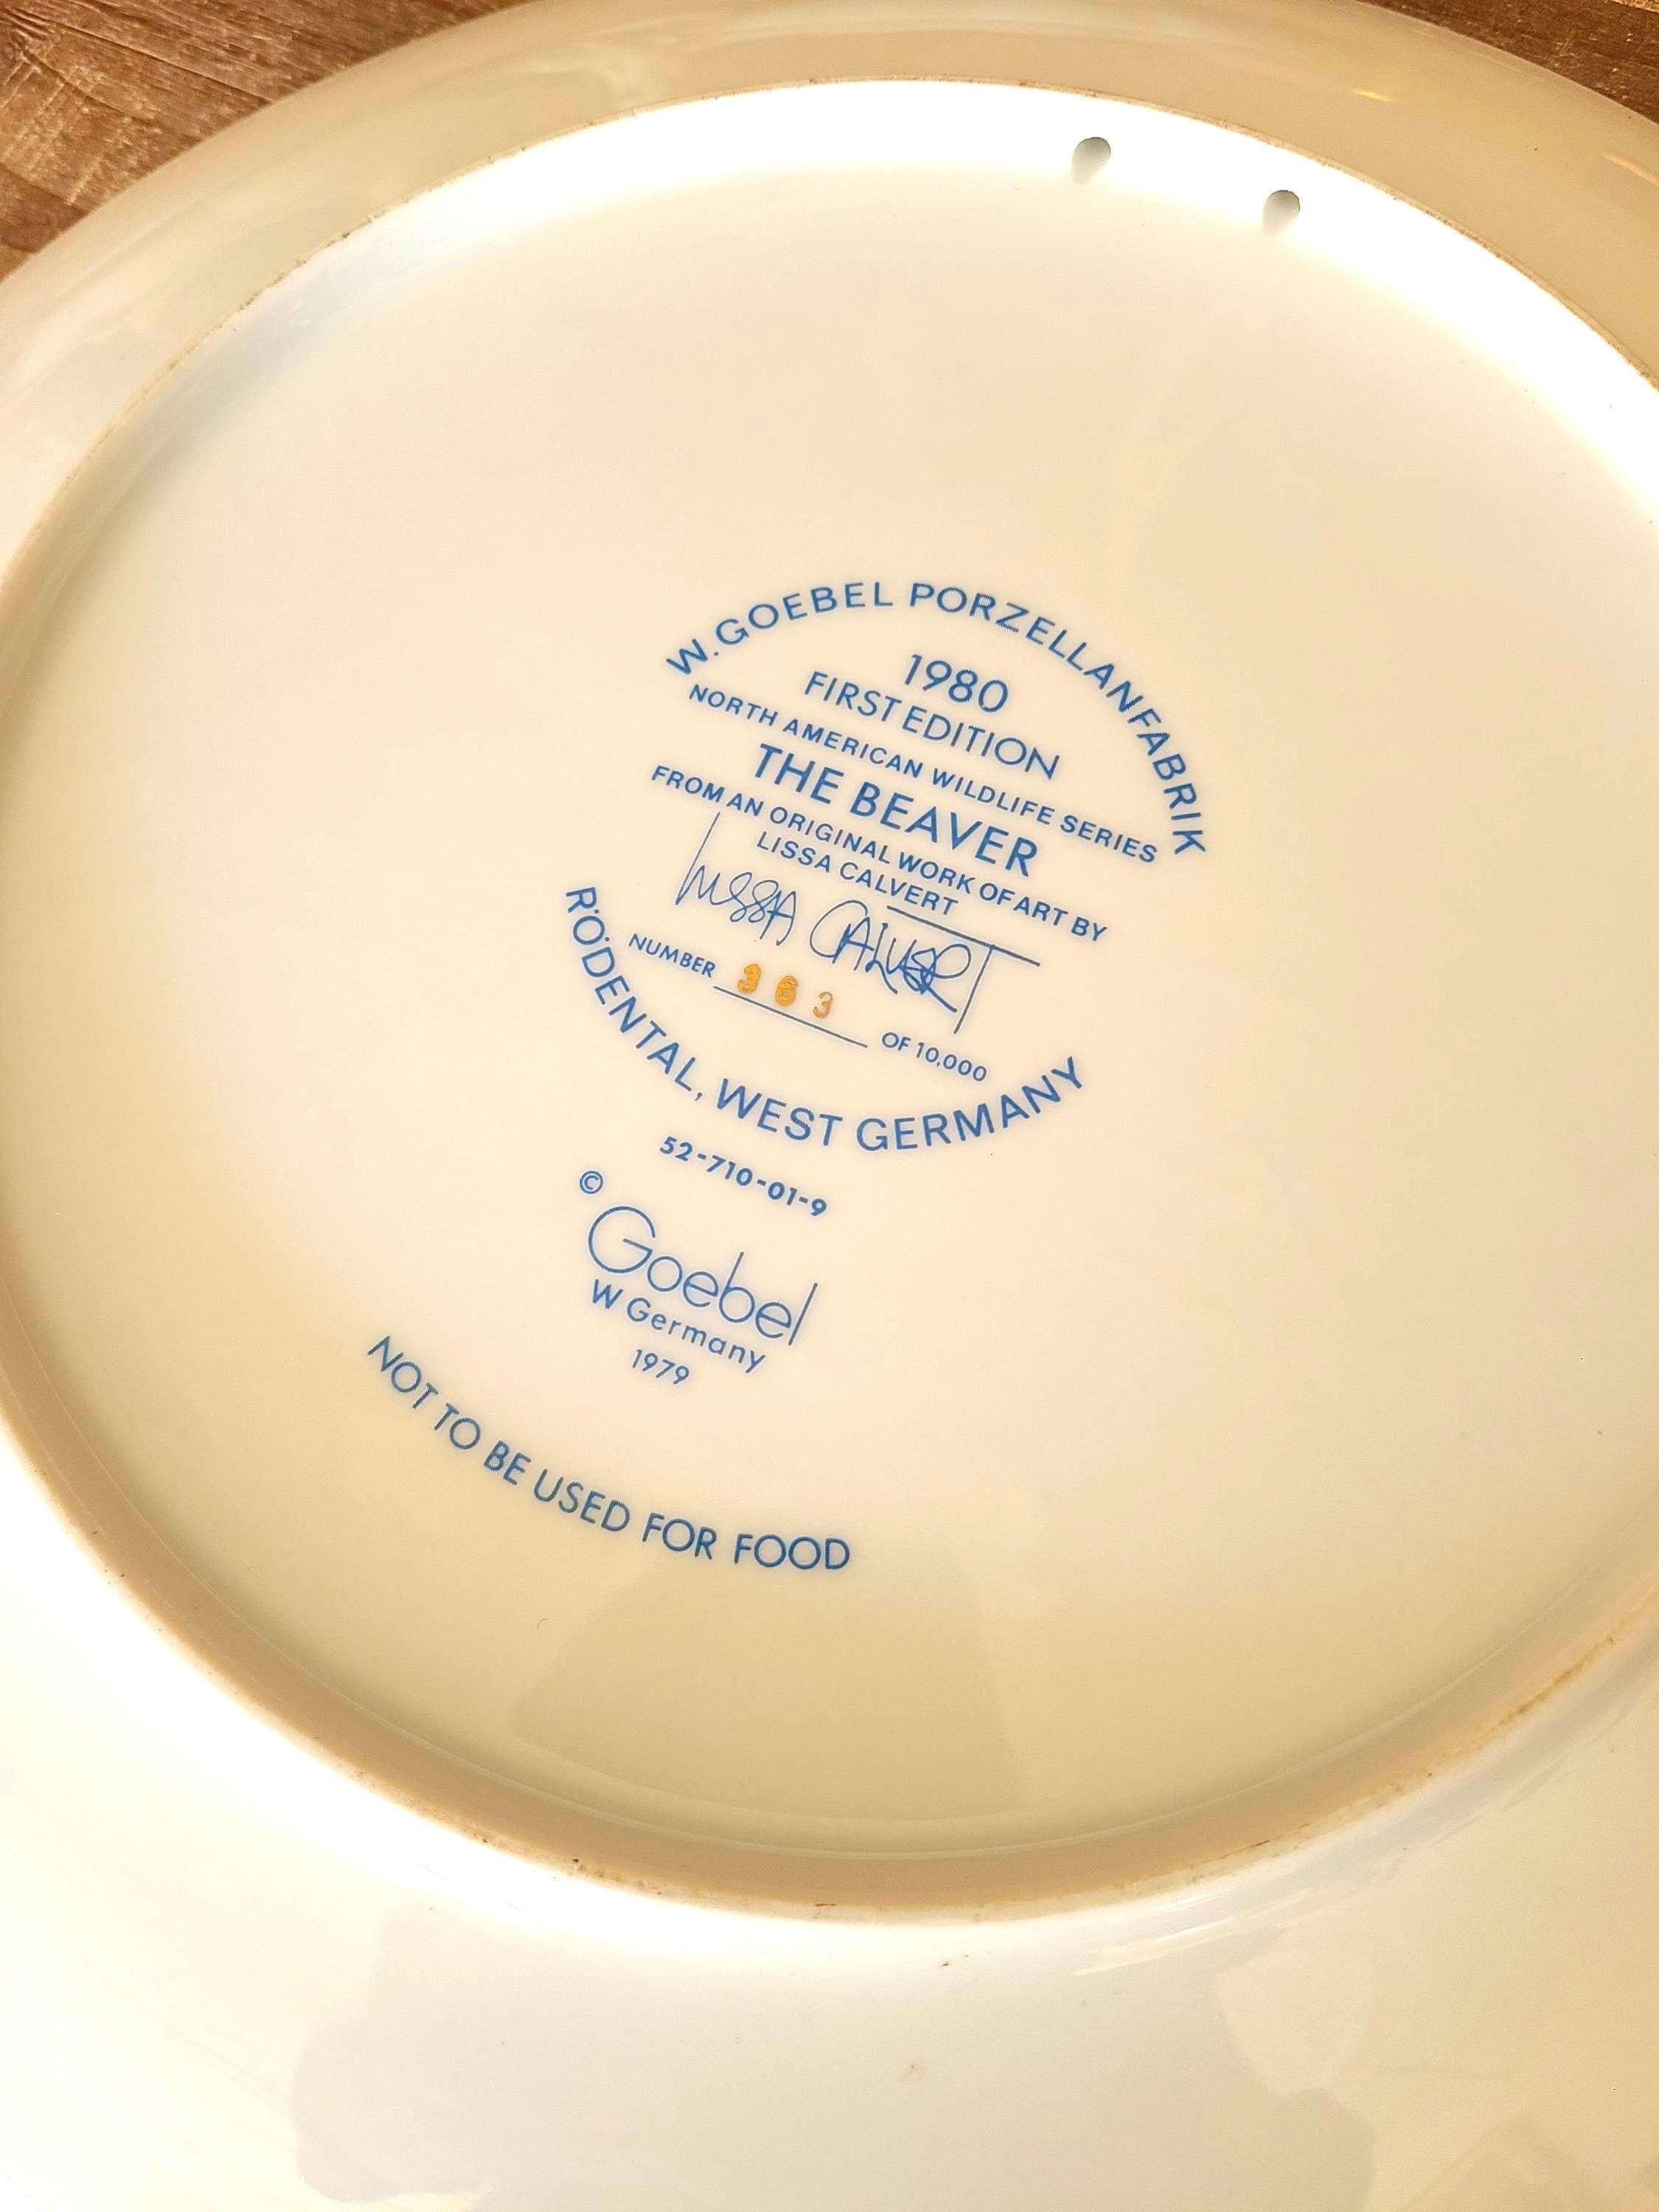 W. GOEBEL PORZELLANFABRIK
1980
FIRST EDITION
NORTH AMERICAN WILDLIFE SERIES
THE BEAVER
FROM AN ORIGINAL WORK OF ART BY
LISSA CALVERT
LISSA CALVERT
NUMBER 363 OF 10,000
RÖDENTAL, WEST GERMANY
52-710-01-9
© Goebel
W Germany
1979
NOT TO BE USED FOR FOOD